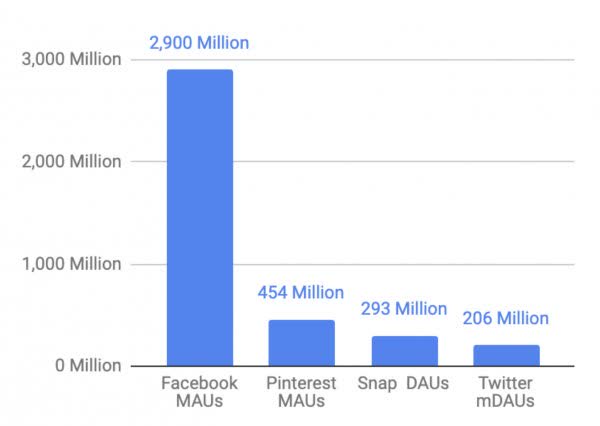 2,900 Million
3,000 Million
2,000 Million
1,000 Million
454 Million
293 Million
206 Million
0 Million
Facebook MAUs
Pinterest MAUs
Snap DAUs
Twitter mDAUs